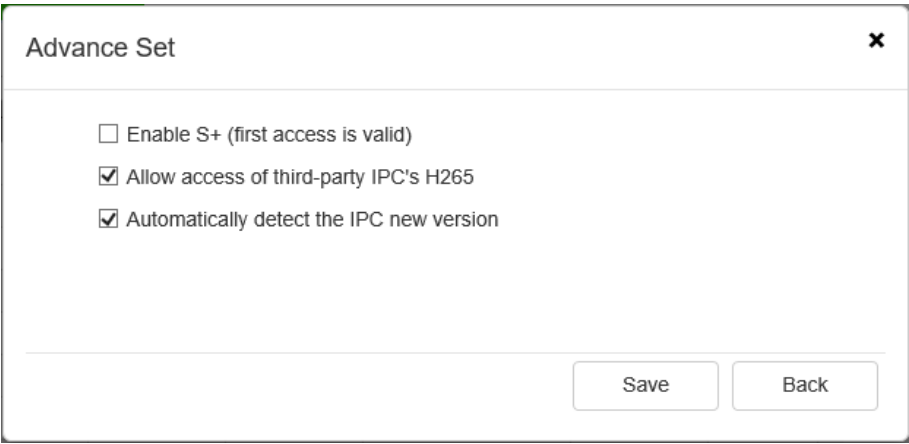 Advance Set
Enable S+ (first access is valid)
Allow access of third-party IPC's H265
Automatically detect the IPC new version
Save Back